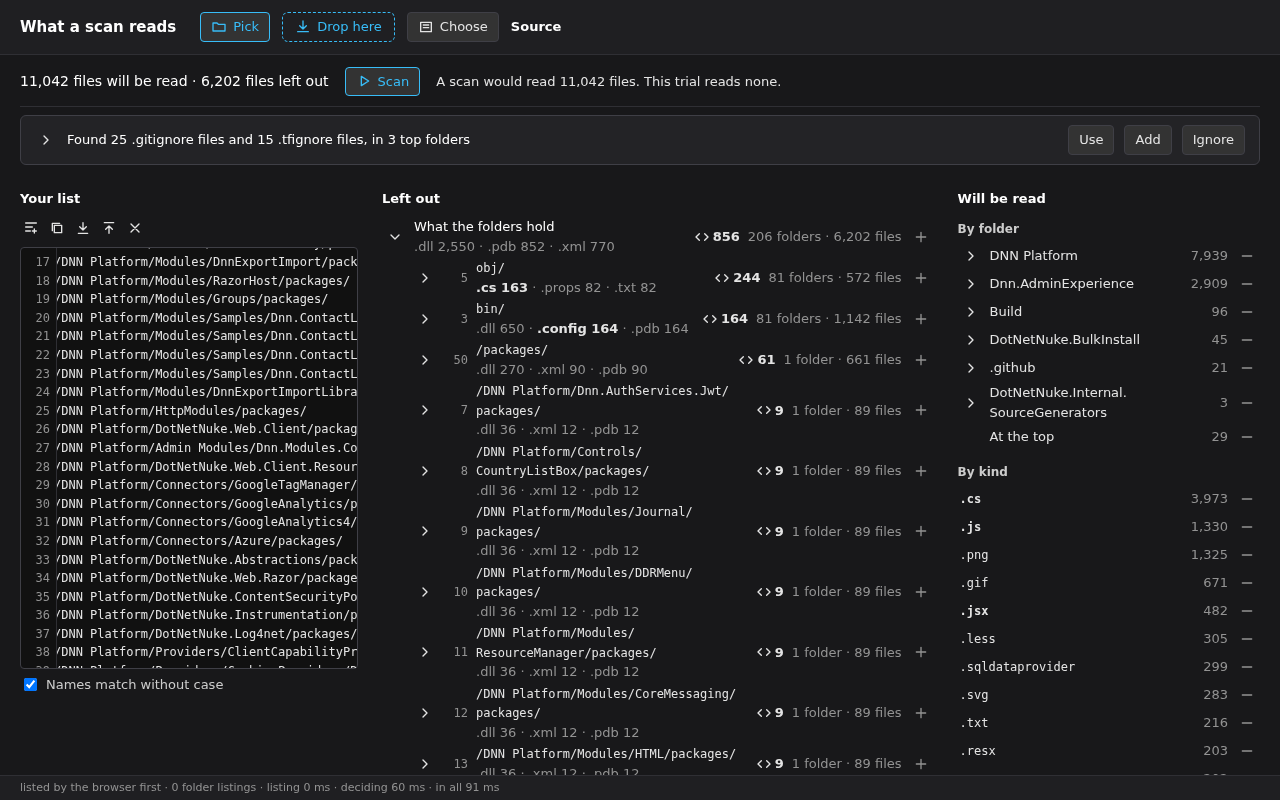 What a scan reads
Pick
Drop here
Choose
Source
11,042 files will be read · 6,202 files left out
Scan
A scan would read 11,042 files. This trial reads none.
Found 25 .gitignore files and 15 .tfignore files, in 3 top folders
Use
Add
Ignore
Your list
17 /DNN Platform/Modules/DnnExportImport/pack
18 /DNN Platform/Modules/RazorHost/packages/
19 /DNN Platform/Modules/Groups/packages/
20 /DNN Platform/Modules/Samples/Dnn.ContactL
21 /DNN Platform/Modules/Samples/Dnn.ContactL
22 /DNN Platform/Modules/Samples/Dnn.ContactL
23 /DNN Platform/Modules/Samples/Dnn.ContactL
24 /DNN Platform/Modules/DnnExportImportLibra
25 /DNN Platform/HttpModules/packages/
26 /DNN Platform/DotNetNuke.Web.Client/packag
27 /DNN Platform/Admin Modules/Dnn.Modules.Co
28 /DNN Platform/DotNetNuke.Web.Client.Resour
29 /DNN Platform/Connectors/GoogleTagManager/
30 /DNN Platform/Connectors/GoogleAnalytics/p
31 /DNN Platform/Connectors/GoogleAnalytics4/
32 /DNN Platform/Connectors/Azure/packages/
33 /DNN Platform/DotNetNuke.Abstractions/pack
34 /DNN Platform/DotNetNuke.Web.Razor/package
35 /DNN Platform/DotNetNuke.ContentSecurityPo
36 /DNN Platform/DotNetNuke.Instrumentation/p
37 /DNN Platform/DotNetNuke.Log4net/packages/
38 /DNN Platform/Providers/ClientCapabilityPr
Names match without case
Left out
What the folders hold
.dll 2,550 · .pdb 852 · .xml 770
856 206 folders · 6,202 files
5 obj/
.cs 163 · .props 82 · .txt 82
244 81 folders · 572 files
3 bin/
.dll 650 · .config 164 · .pdb 164
164 81 folders · 1,142 files
50 /packages/
.dll 270 · .xml 90 · .pdb 90
61 1 folder · 661 files
7 /DNN Platform/Dnn.AuthServices.Jwt/
packages/
.dll 36 · .xml 12 · .pdb 12
9 1 folder · 89 files
8 /DNN Platform/Controls/
CountryListBox/packages/
.dll 36 · .xml 12 · .pdb 12
9 1 folder · 89 files
9 /DNN Platform/Modules/Journal/
packages/
.dll 36 · .xml 12 · .pdb 12
9 1 folder · 89 files
10 /DNN Platform/Modules/DDRMenu/
packages/
.dll 36 · .xml 12 · .pdb 12
9 1 folder · 89 files
11 /DNN Platform/Modules/
ResourceManager/packages/
.dll 36 · .xml 12 · .pdb 12
9 1 folder · 89 files
12 /DNN Platform/Modules/CoreMessaging/
packages/
.dll 36 · .xml 12 · .pdb 12
9 1 folder · 89 files
13 /DNN Platform/Modules/HTML/packages/
.dll 36 · .xml 12 · .pdb 12
9 1 folder · 89 files
Will be read
By folder
DNN Platform 7,939
Dnn.AdminExperience 2,909
Build 96
DotNetNuke.BulkInstall 45
.github 21
DotNetNuke.Internal.
SourceGenerators 3
At the top 29
By kind
.cs 3,973
.js 1,330
.png 1,325
.gif 671
.jsx 482
.less 305
.sqldataprovider 299
.svg 283
.txt 216
.resx 203
listed by the browser first · 0 folder listings · listing 0 ms · deciding 60 ms · in all 91 ms